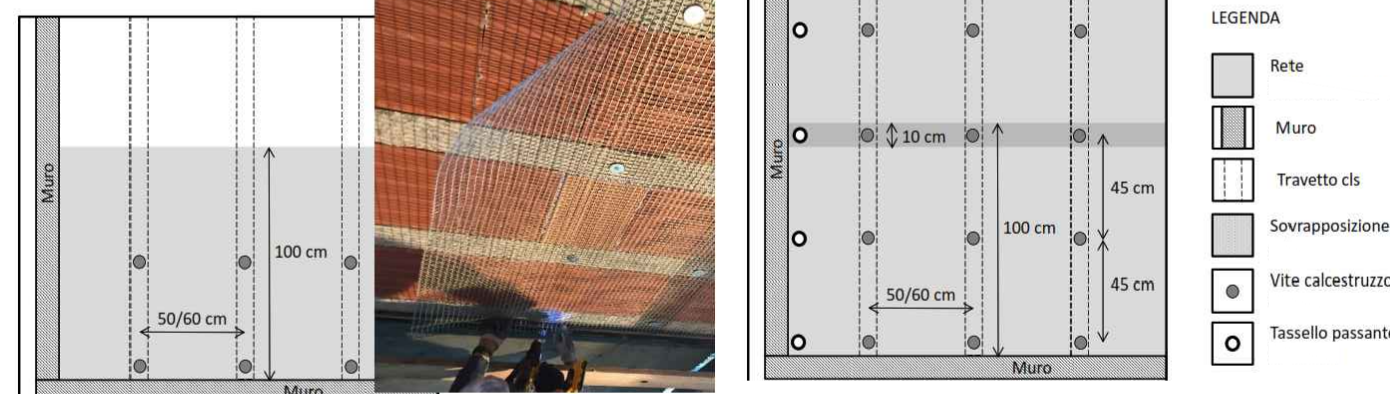 Muro
100 cm
50/60 cm
Muro
Muro
10 cm
45 cm
100 cm
45 cm
50/60 cm
Muro
LEGENDA
Rete
Muro
Travetto cls
Sovrapposizione
Vite calcestruzzo
Tassello passante